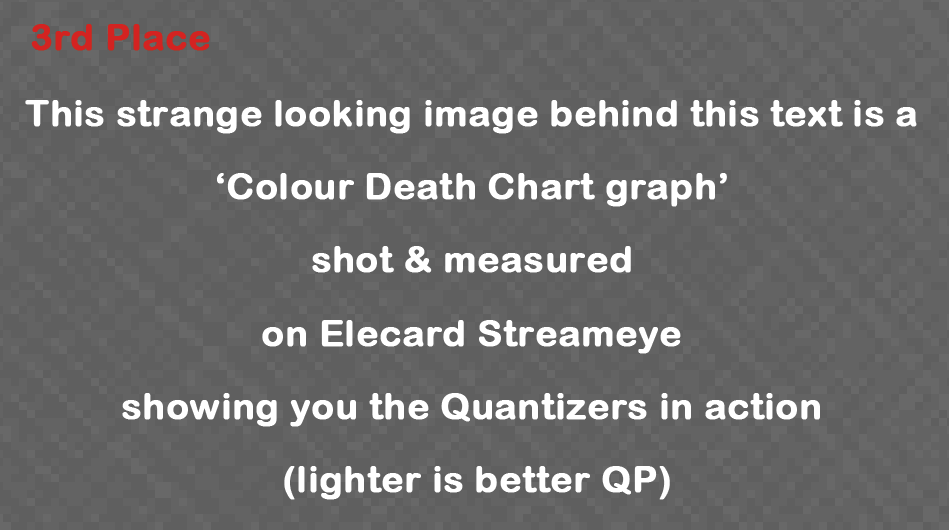 3rd Place
This strange looking image behind this text is a
‘Colour Death Chart graph’
shot & measured
on Elecard Streameye
showing you the Quantizers in action
(lighter is better QP)